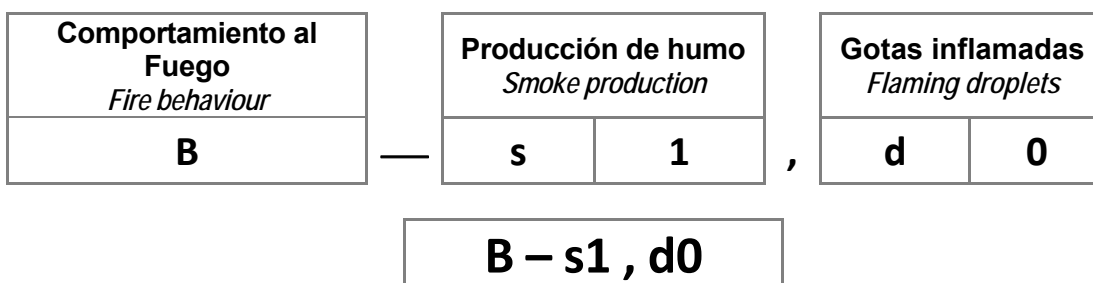 Comportamiento al
Fuego
Fire behaviour
Producción de humo
Smoke production
Gotas inflamadas
Flaming droplets
B — s 1 , d 0
B – s1 , d0